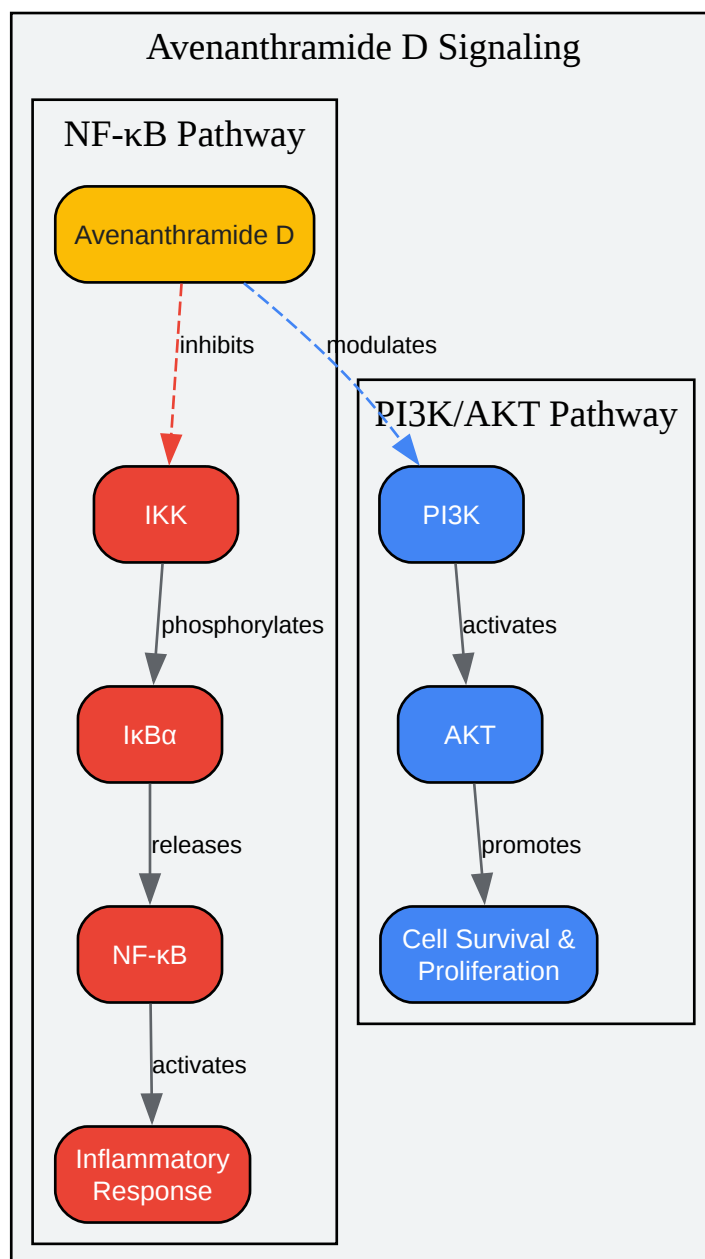 Avenanthramide D Signaling
NF-κB Pathway
Avenanthramide D
inhibits
modulates
PI3K/AKT Pathway
IKK
PI3K
phosphorylates
activates
IκBα
AKT
releases
promotes
NF-κB
Cell Survival &
Proliferation
activates
Inflammatory
Response